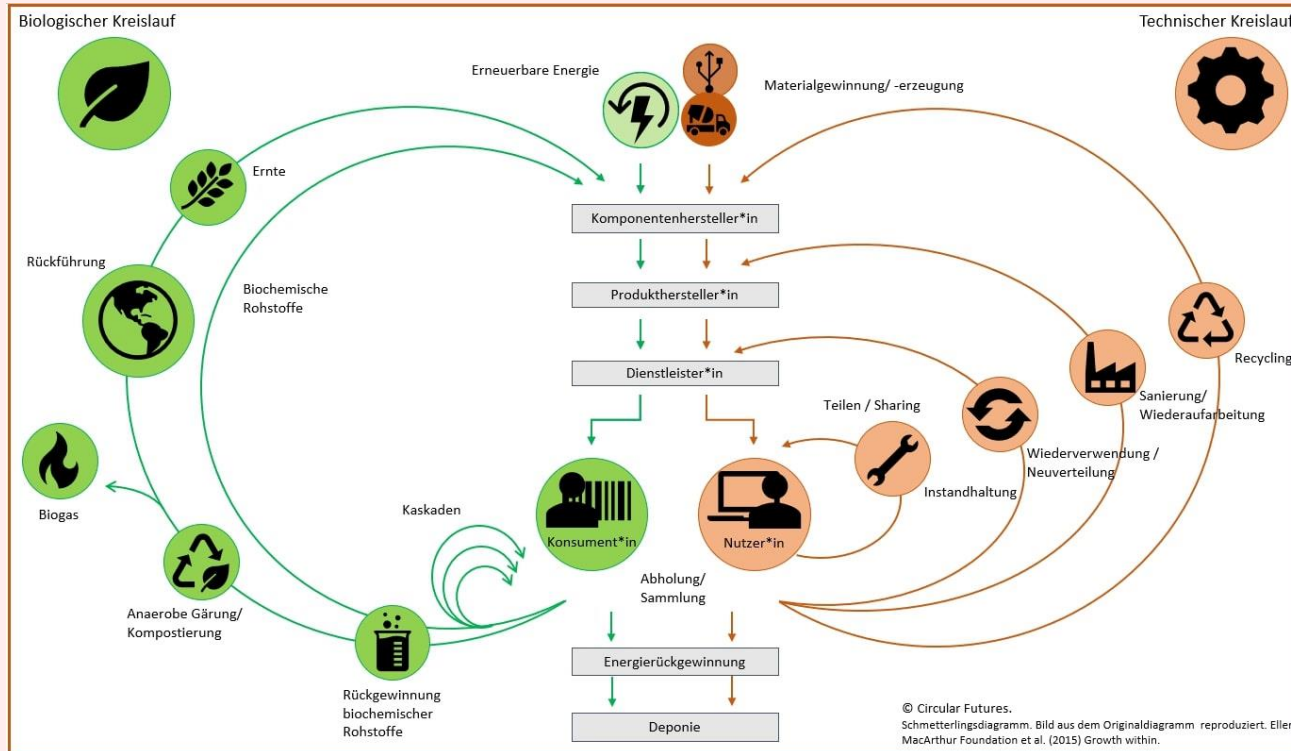 Biologischer Kreislauf
Technischer Kreislauf
Erneuerbare Energie
Materialgewinnung/ -erzeugung
Ernte
Komponentenhersteller*in
Rückführung
Biochemische
Rohstoffe
Produkthersteller*in
Recycling
Dienstleister*in
Sanierung/
Wiederaufarbeitung
Teilen / Sharing
Wiederverwendung /
Neuverteilung
Instandhaltung
Biogas
Kaskaden
Konsument*in
Nutzer*in
Abholung/
Sammlung
Anaerobe Gärung/
Kompostierung
Energierückgewinnung
Rückgewinnung
biochemischer
Rohstoffe
Deponie
© Circular Futures.
Schmetterlingsdiagramm. Bild aus dem Originaldiagramm reproduziert. Eller
MacArthur Foundation et al. (2015) Growth within.